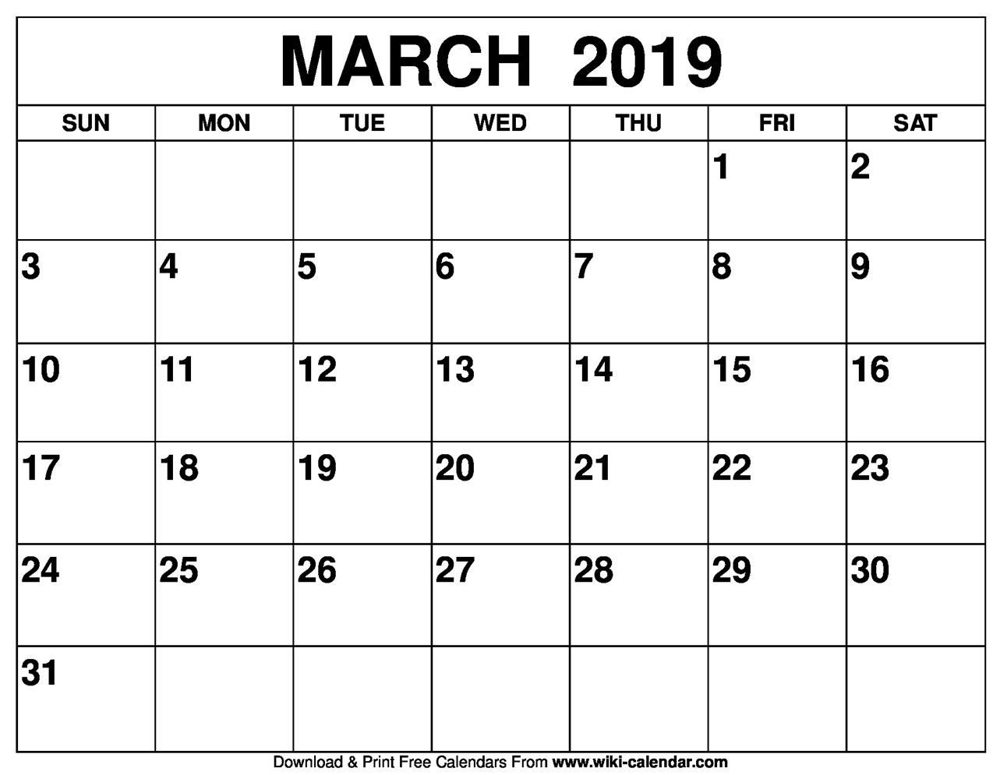 MARCH 2019
SUN MON TUE WED THU FRI SAT
1 2
3 4 5 6 7 8 9
10 11 12 13 14 15 16
17 18 19 20 21 22 23
24 25 26 27 28 29 30
31
Download & Print Free Calendars From www.wiki-calendar.com